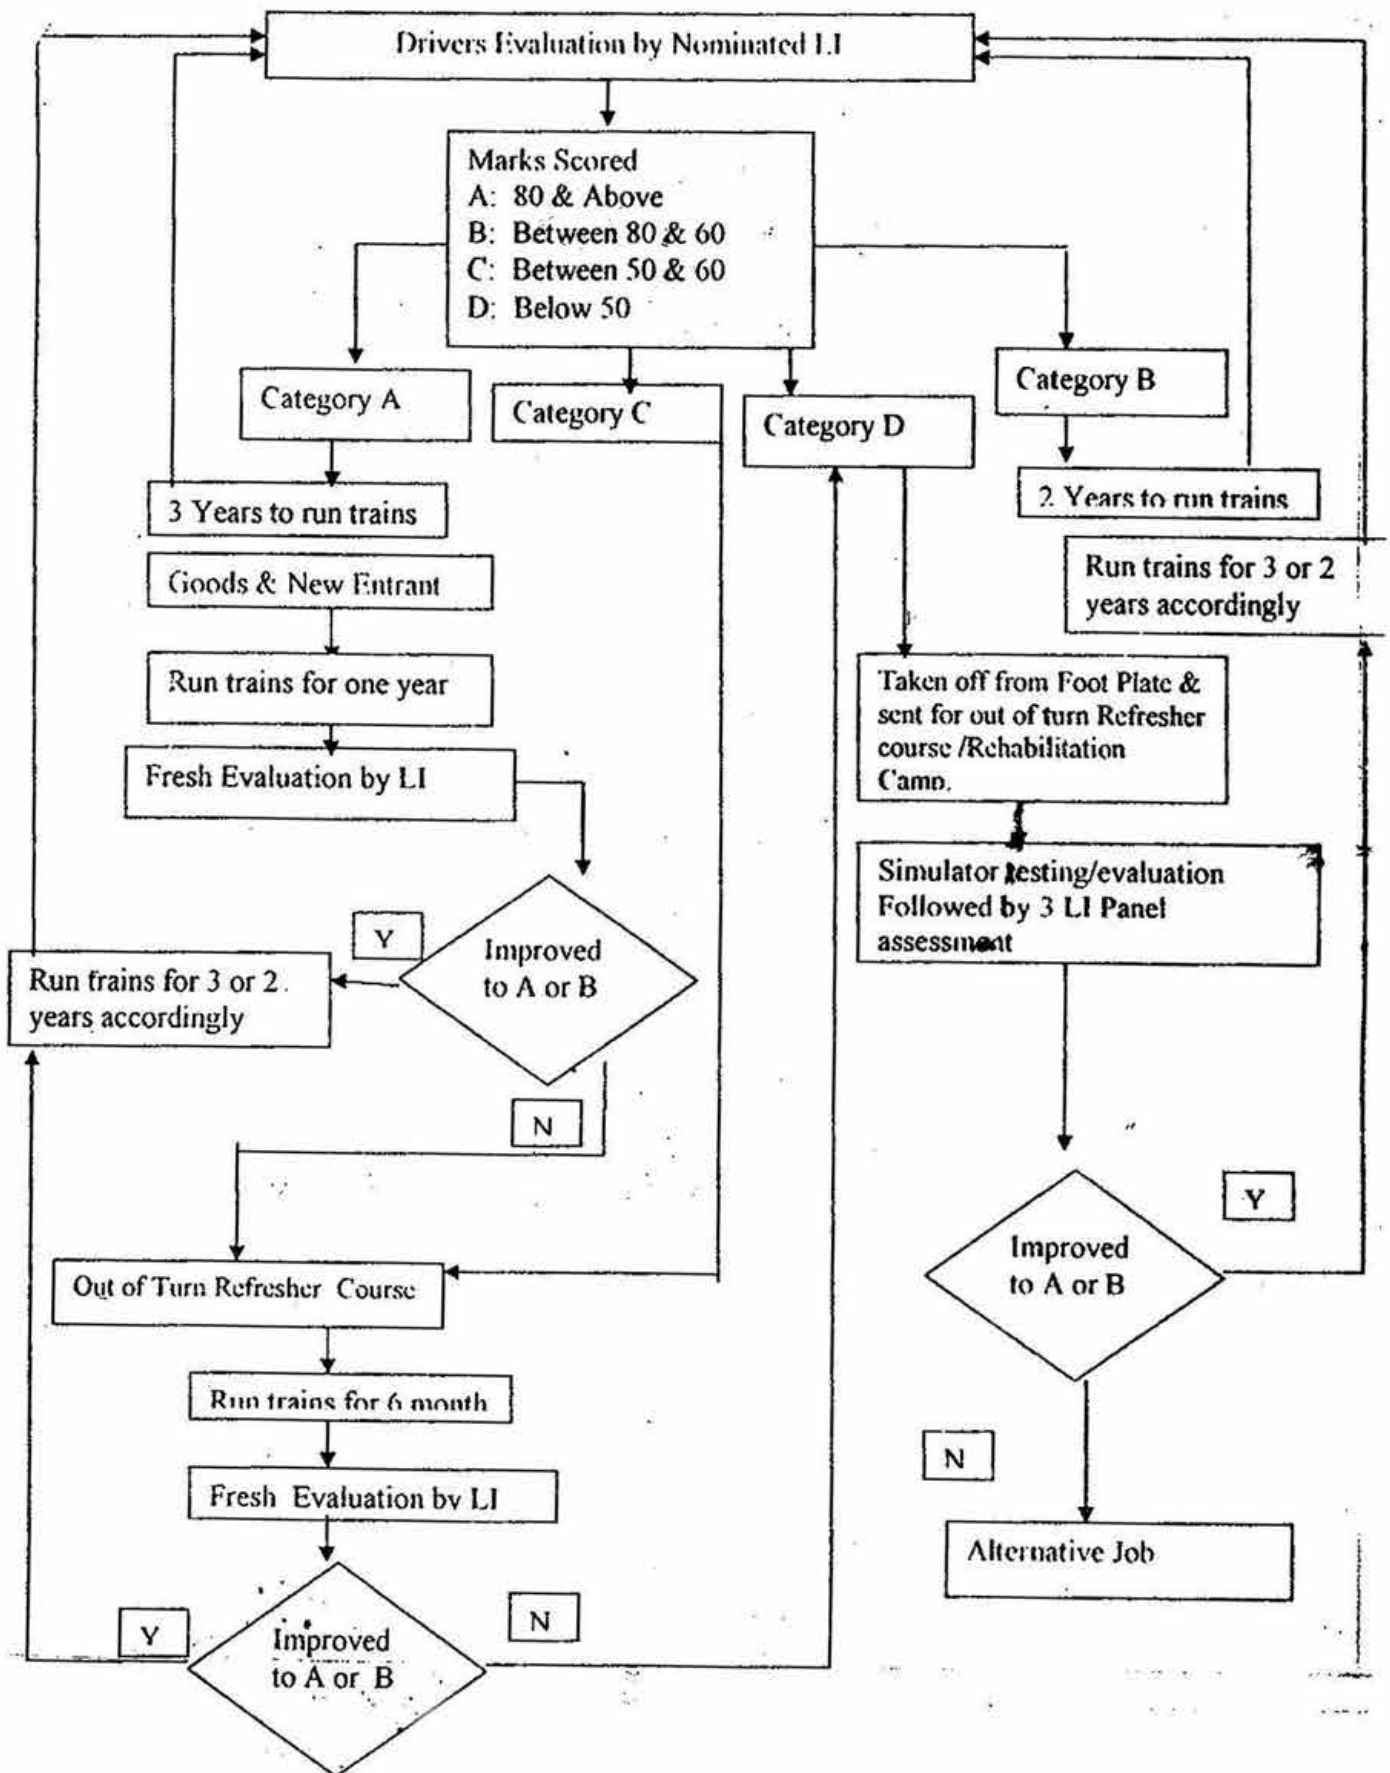 Drivers Evaluation by Nominated LI
Marks Scored
A: 80 & Above
B: Between 80 & 60
C: Between 50 & 60
D: Below 50
Category A
Category C
Category D
Category B
3 Years to run trains
2 Years to run trains
Goods & New Entrant
Run trains for 3 or 2
years accordingly
Run trains for one year
Taken off from Foot Plate &
sent for out of turn Refresher
course /Rehabilitation
Camp.
Fresh Evaluation by LI
Simulator testing/evaluation
Followed by 3 LI Panel
assessment
Y
Improved
to A or B
Run trains for 3 or 2
years accordingly
N
Y
Improved
to A or B
Out of Turn Refresher Course
Run trains for 6 month
N
Fresh Evaluation by LI
Alternative Job
Y
N
Improved
to A or B